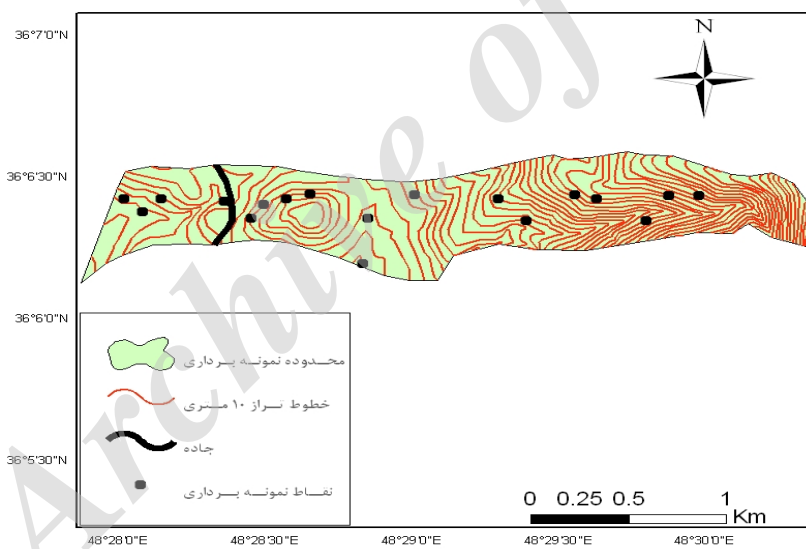 36°7'0"N
N
36°6'30"N
36°6'0"N
محدوده نمونه برداری
خطوط تراز ۱۰ متری
جاده
نقاط نمونه برداری
36°5'30"N
0 0.25 0.5 1
Km
48°28'0"E 48°28'30"E 48°29'0"E 48°29'30"E 48°30'0"E
Archive of